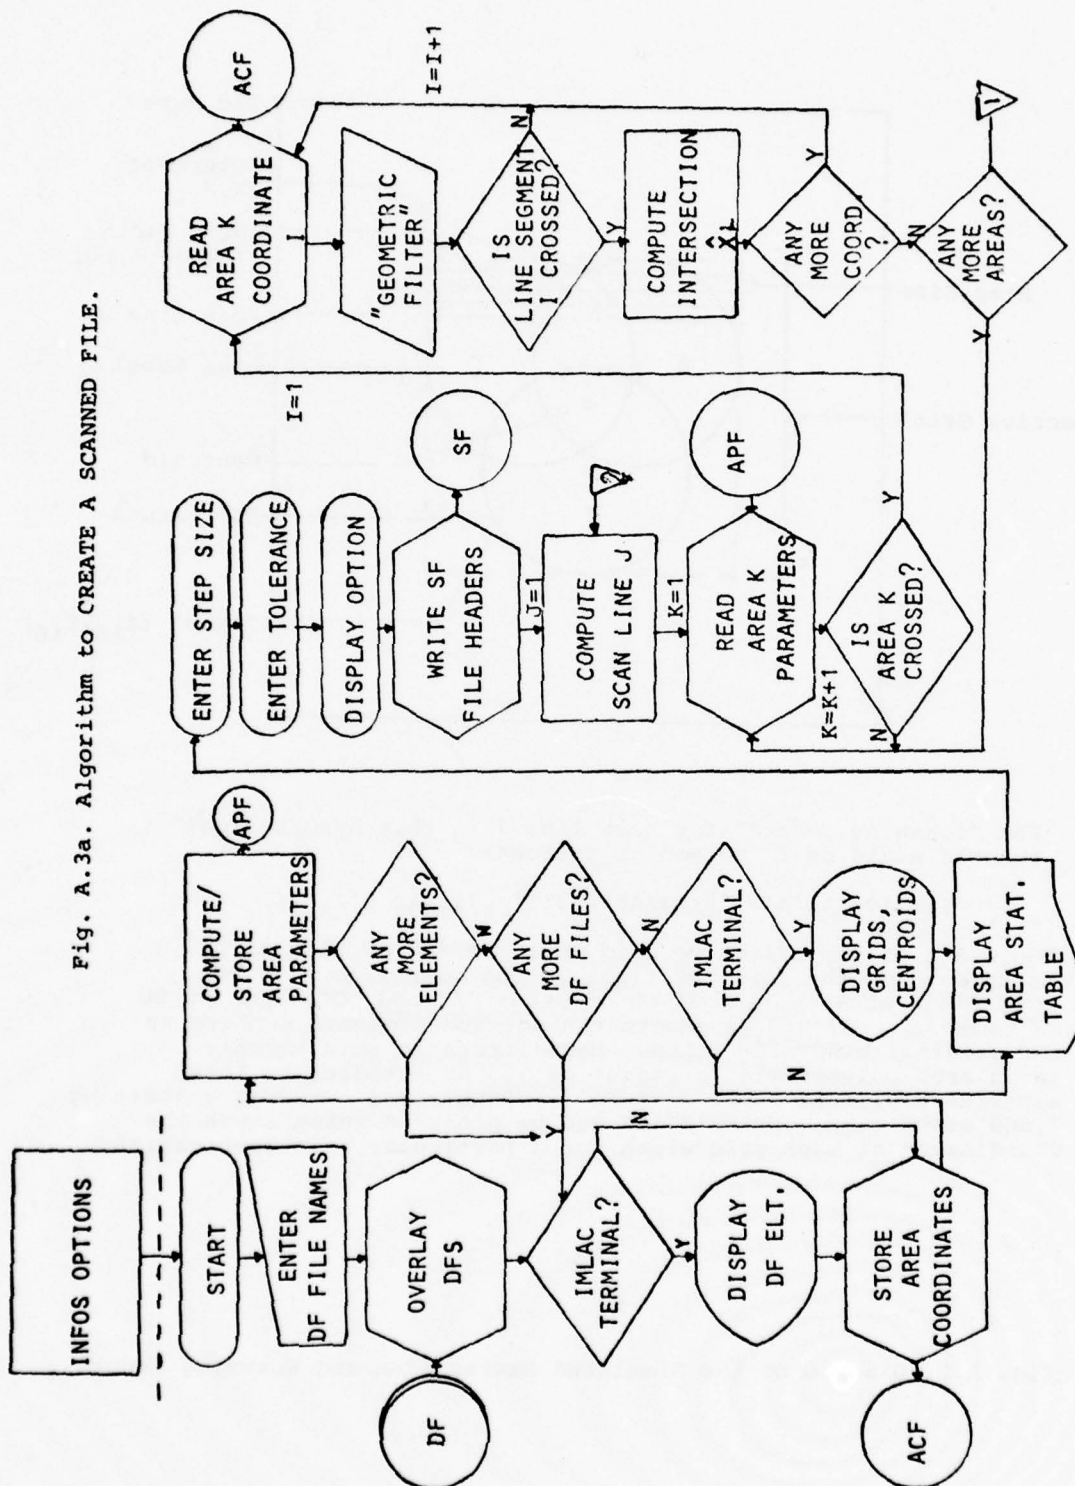 Fig. A.3a. Algorithm to CREATE A SCANNED FILE.
INFOS OPTIONS
START
ENTER
DF FILE NAMES
DF
OVERLAY
DFS
IMLAC
TERMINAL?
Y
N
DISPLAY
DF ELT.
STORE
AREA
COORDINATES
ACF
COMPUTE/
STORE
AREA
PARAMETERS
APF
ANY
MORE
ELEMENTS?
Y
ANY
MORE
DF FILES?
N
IMLAC
TERMINAL?
Y
N
DISPLAY
GRIDS,
CENTROIDS
DISPLAY
AREA STAT.
TABLE
ENTER STEP SIZE
ENTER TOLERANCE
DISPLAY OPTION
WRITE SF
FILE HEADERS
SF
J=1
COMPUTE
SCAN LINE J
2
K=1
READ
AREA K
PARAMETERS
APF
K=K+1
IS
AREA K
CROSSED?
N
Y
I=1
READ
AREA K
COORDINATE
I
ACF
I=I+1
"GEOMETRIC
FILTER"
IS
LINE SEGMENT
I CROSSED?
N
Y
COMPUTE
INTERSECTION
ANY
MORE
COORD
?
Y
N
ANY
MORE
AREAS?
Y
N
1